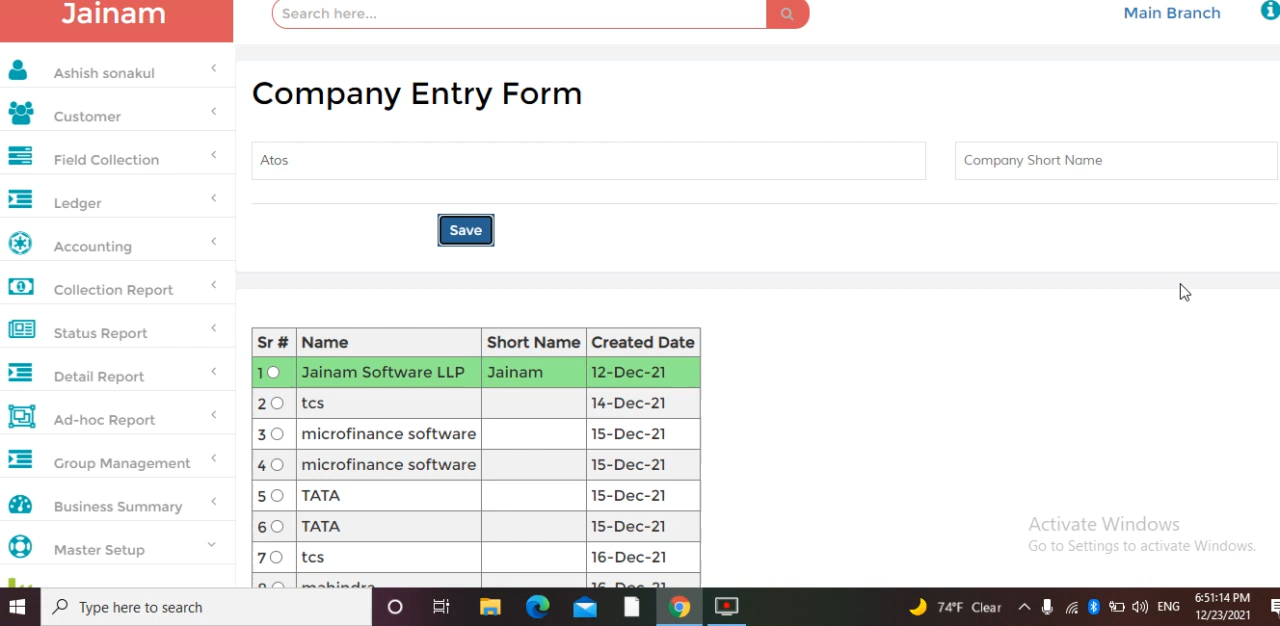 Jainam
Search here...
Main Branch
Ashish sonakul
Customer
Field Collection
Ledger
Accounting
Collection Report
Status Report
Detail Report
Ad-hoc Report
Group Management
Business Summary
Master Setup
Company Entry Form
Atos
Company Short Name
Save
Sr # Name Short Name Created Date
1 Jainam Software LLP Jainam 12-Dec-21
2 tcs 14-Dec-21
3 microfinance software 15-Dec-21
4 microfinance software 15-Dec-21
5 TATA 15-Dec-21
6 TATA 15-Dec-21
7 tcs 16-Dec-21
8 mahindra 16-Dec-21
Activate Windows
Go to Settings to activate Windows.
Type here to search
74°F Clear
ENG
6:51:14 PM
12/23/2021